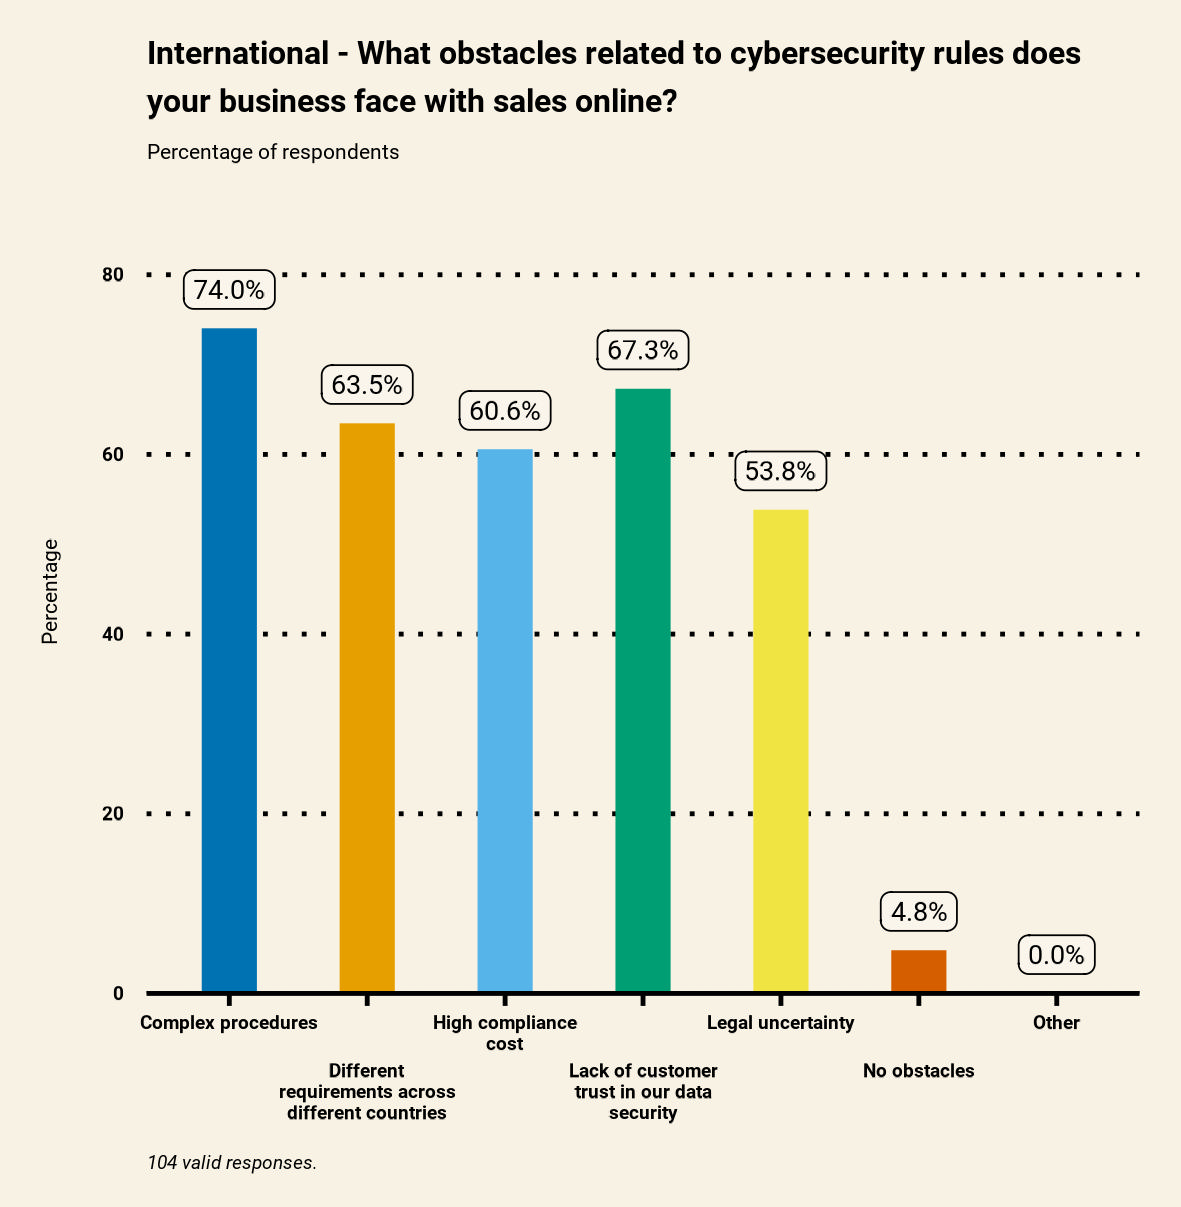 International - What obstacles related to cybersecurity rules does
your business face with sales online?
Percentage of respondents
Percentage
80
60
40
20
0
74.0%
63.5%
60.6%
67.3%
53.8%
4.8%
0.0%
Complex procedures
Different
requirements across
different countries
High compliance
cost
Lack of customer
trust in our data
security
Legal uncertainty
No obstacles
Other
104 valid responses.